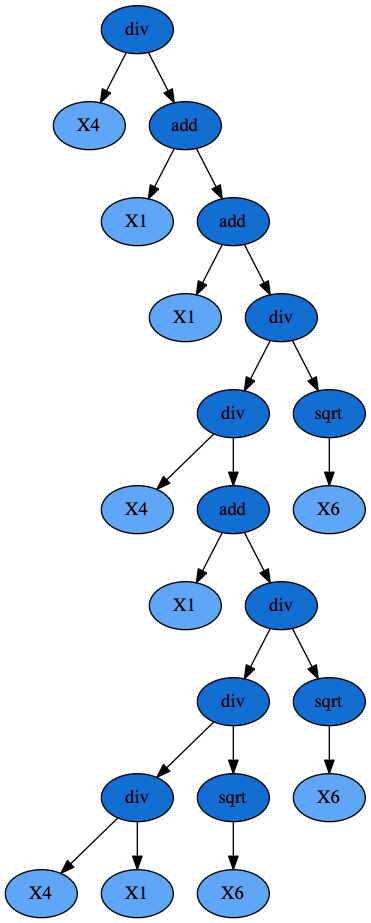 div
X4 add
X1 add
X1 div
div sqrt
X4 add X6
X1 div
div sqrt
div sqrt X6
X4 X1 X6